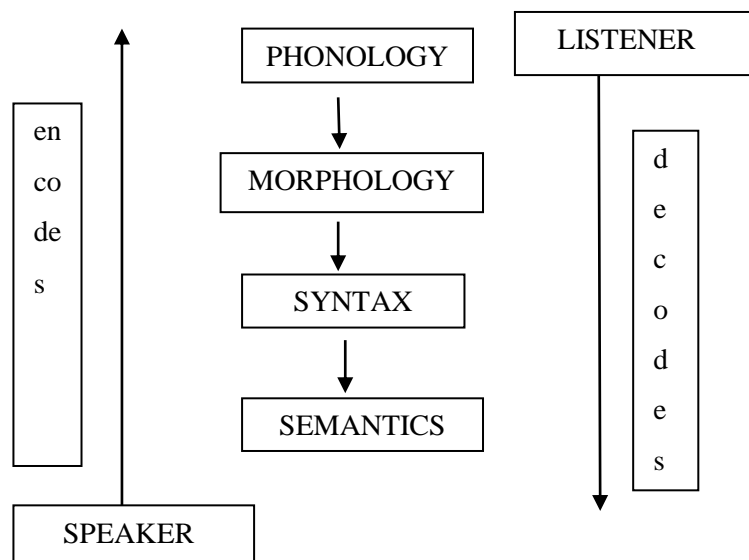 PHONOLOGY
LISTENER
en
co
de
s
MORPHOLOGY
d
e
c
o
d
e
s
SYNTAX
SEMANTICS
SPEAKER